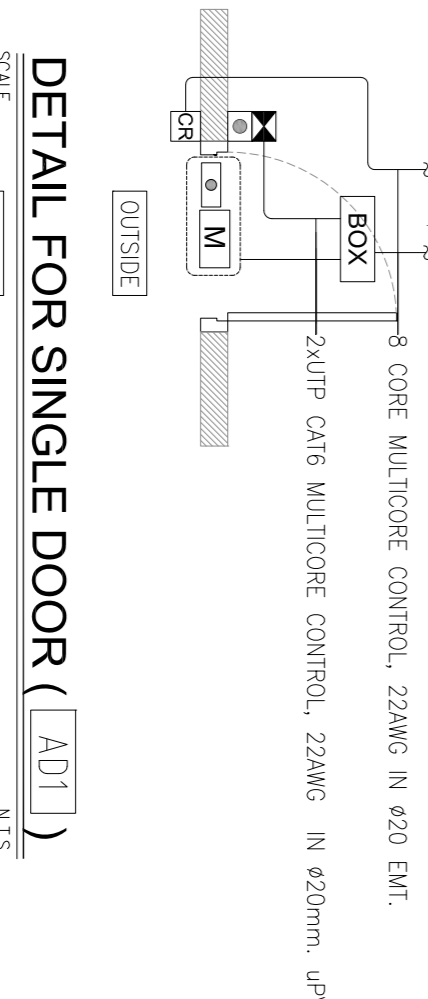 8 CORE MULTICORE CONTROL, 22AWG IN Ø20 EMT.
BOX
2xUTP CAT6 MULTICORE CONTROL, 22AWG IN Ø20mm.
CR
M
OUTSIDE
DETAIL FOR SINGLE DOOR ( AD1 )
SCALE N.T.S